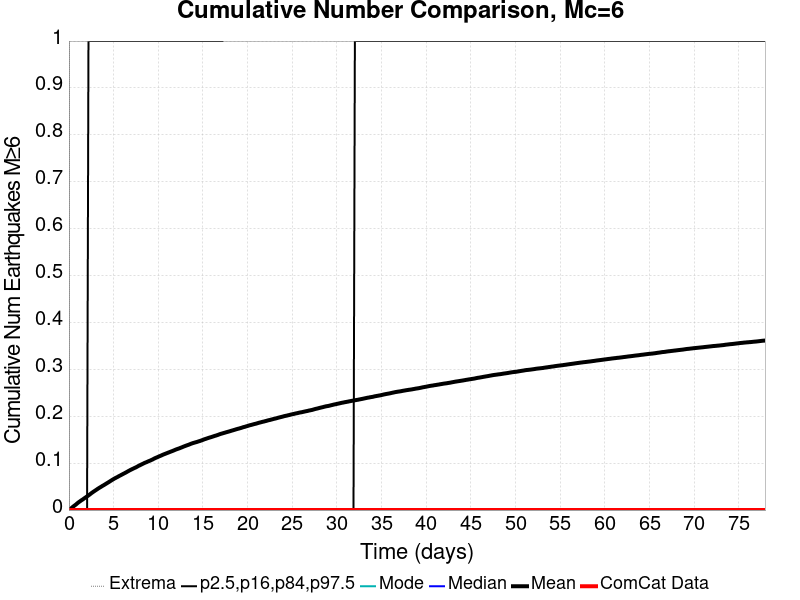 Cumulative Number Comparison, Mc=6
Cumulative Num Earthquakes M≥6
1
0.9
0.8
0.7
0.6
0.5
0.4
0.3
0.2
0.1
0
0 5 10 15 20 25 30 35 40 45 50 55 60 65 70 75
Time (days)
Extrema p2.5,p16,p84,p97.5 Mode Median Mean ComCat Data